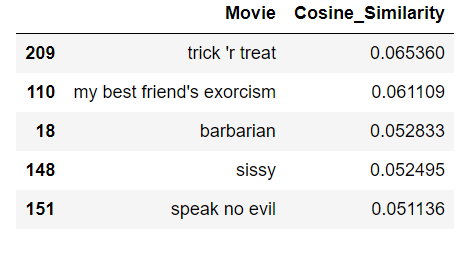 Movie Cosine_Similarity
209 trick 'r treat 0.065360
110 my best friend's exorcism 0.061109
18 barbarian 0.052833
148 sissy 0.052495
151 speak no evil 0.051136